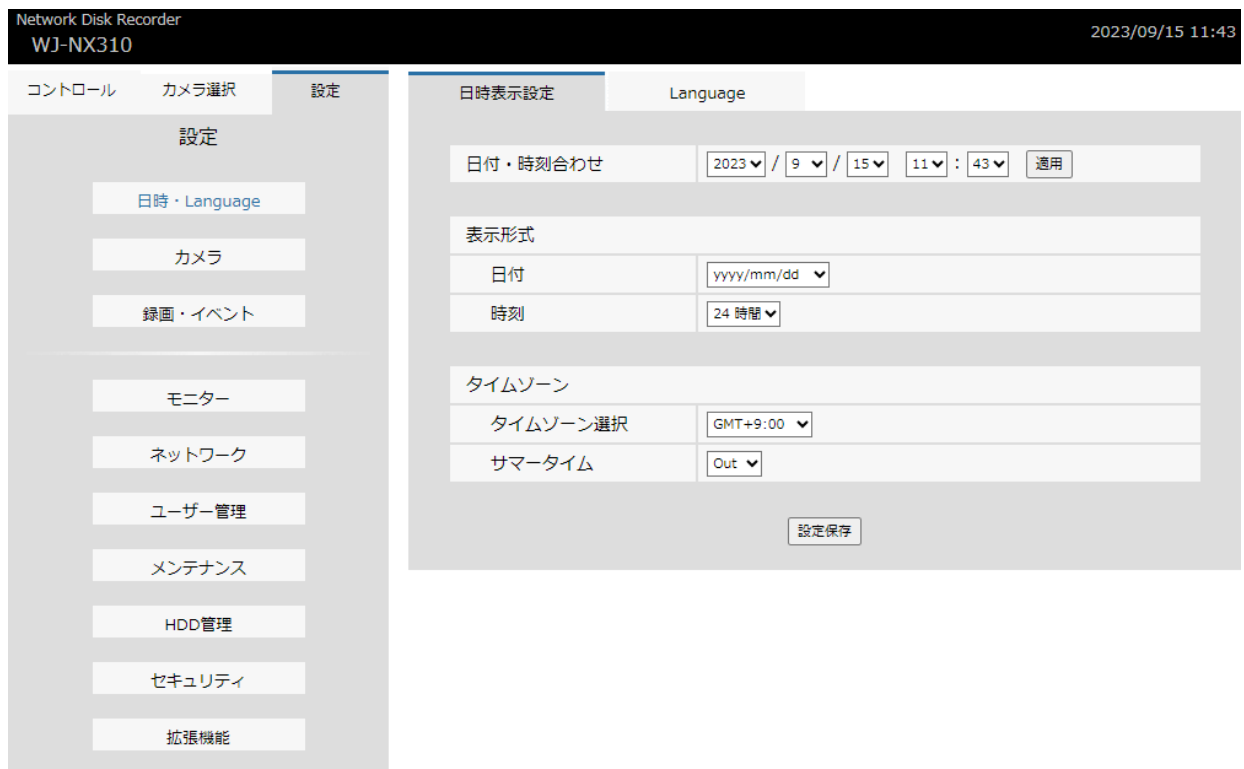 Network Disk Recorder
WJ-NX310
2023/09/15 11:43
コントロール カメラ選択 設定
設定
日時・Language
カメラ
録画・イベント
モニター
ネットワーク
ユーザー管理
メンテナンス
HDD管理
セキュリティ
拡張機能
日時表示設定 Language
日付・時刻合わせ 2023 / 9 / 15 11 : 43 適用
表示形式
日付 yyyy/mm/dd
時刻 24 時間
タイムゾーン
タイムゾーン選択 GMT+9:00
サマータイム Out
設定保存